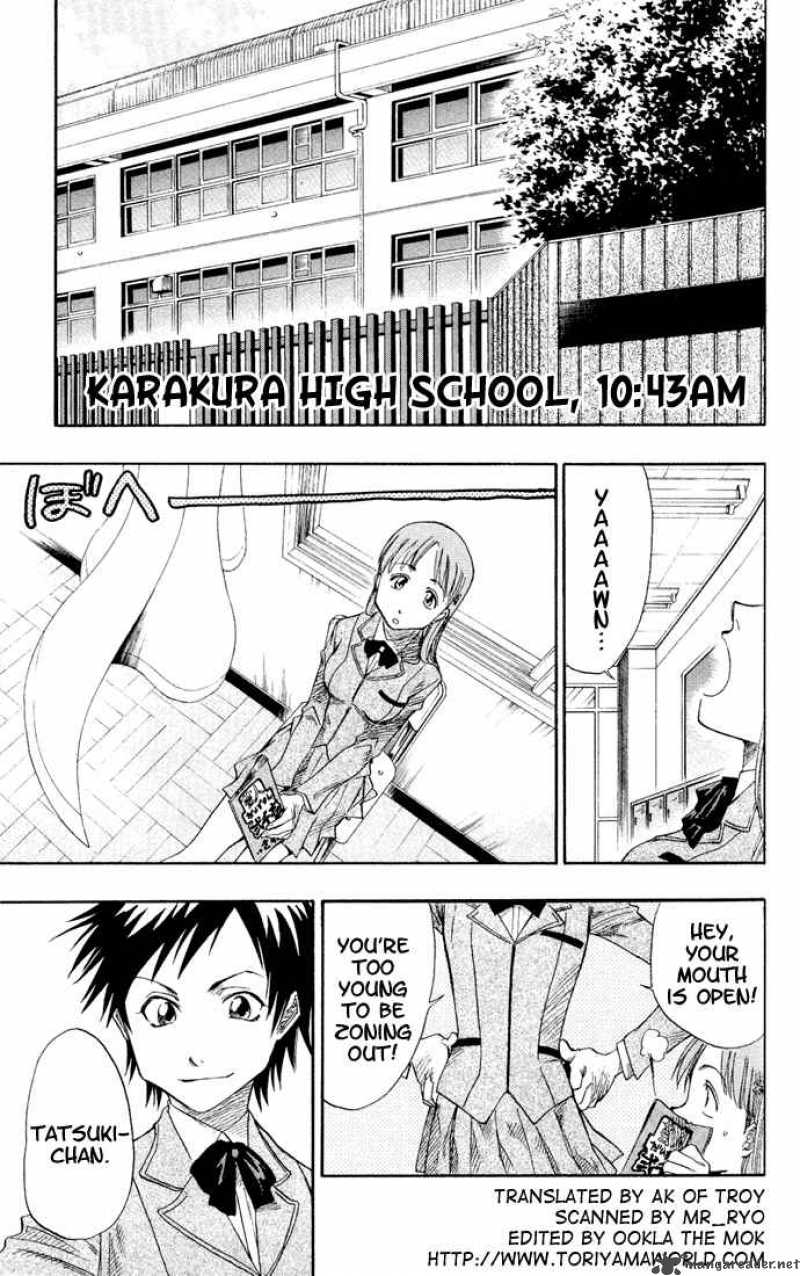 KARAKURA HIGH SCHOOL, 10:43AM
YAAAAWN...
ぼへ
HEY,
YOUR
MOUTH
IS OPEN!
YOU'RE
TOO
YOUNG
TO BE
ZONING
OUT!
TATSUKI-
CHAN.
TRANSLATED BY AK OF TROY
SCANNED BY MR_RYO
EDITED BY OOKLA THE MOK
HTTP://WWW.TORIYAMAWORLD.COM
mangareader.net